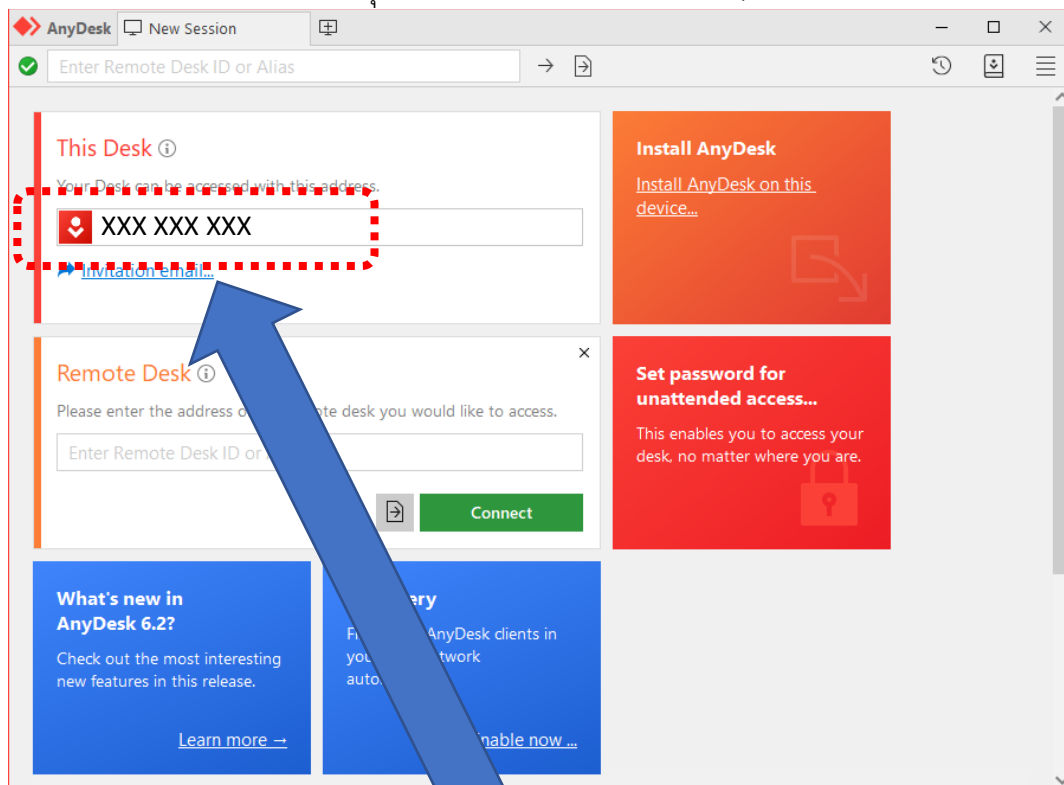 AnyDesk New Session
Enter Remote Desk ID or Alias
This Desk
Your Desk can be accessed with this address.
XXX XXX XXX
Invitation email...
Install AnyDesk
Install AnyDesk on this
device...
Remote Desk
Please enter the address desk you would like to access.
Enter Remote Desk ID or
Connect
Set password for
unattended access...
This enables you to access your
desk, no matter where you are.
What's new in
AnyDesk 6.2?
Check out the most interesting
new features in this release.
Learn more →
AnyDesk clients in
now ...